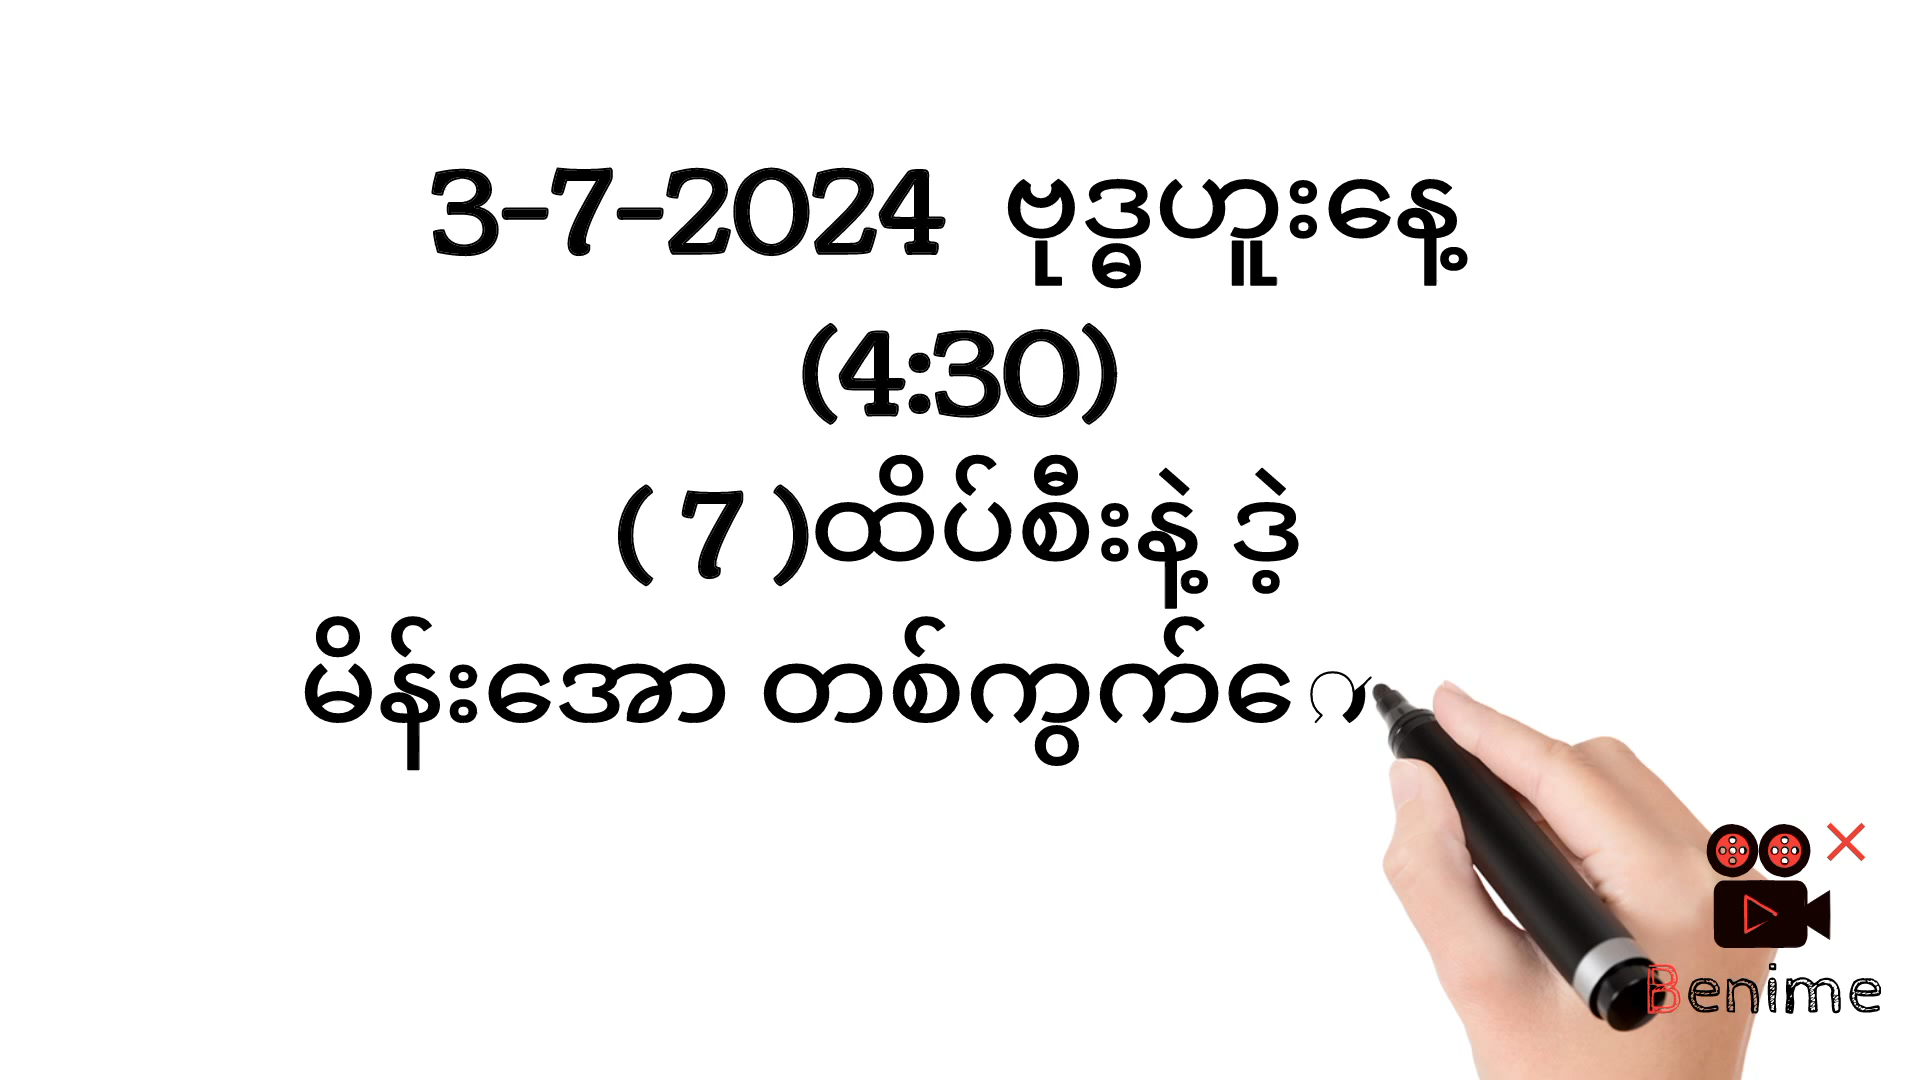 3-7-2024 ဗုဒ္ဓဟူးနေ့
(4:30)
( 7 )ထိပ်စီးနဲ့ ဒဲ့
မိန်းအော တစ်ကွက်
Benime